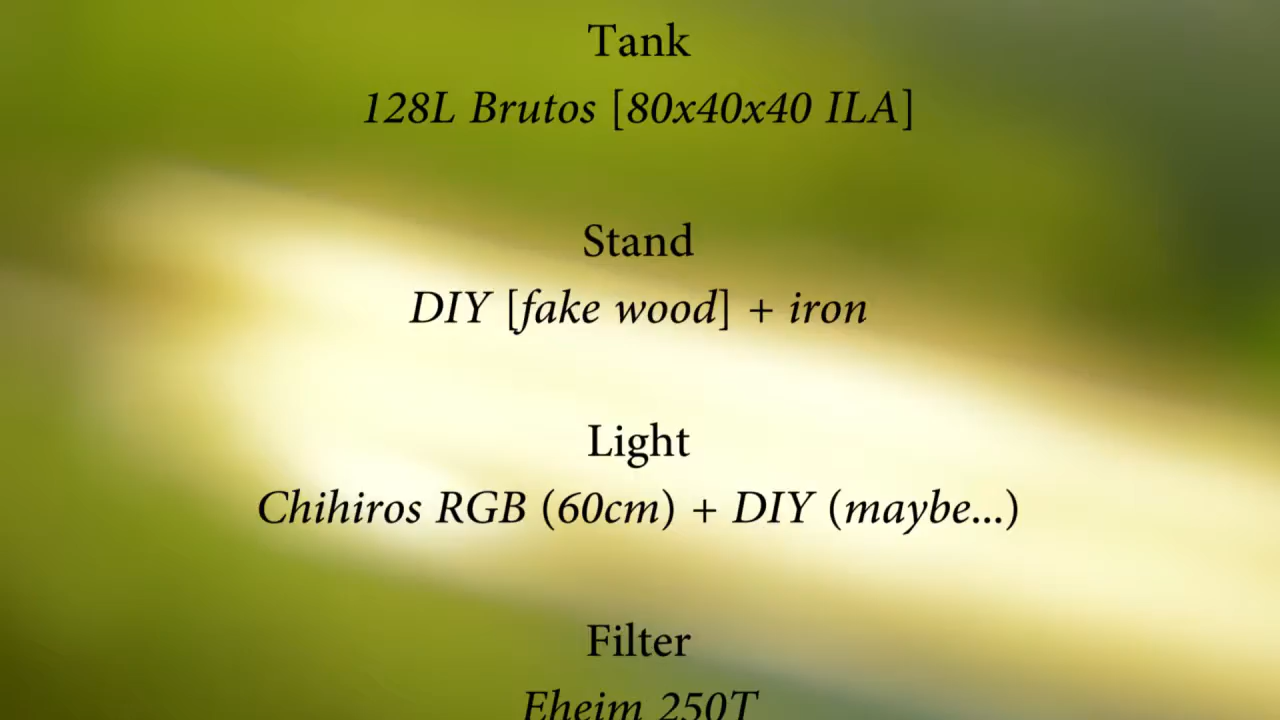 Tank
128L Brutos [80x40x40 ILA]
Stand
DIY [fake wood] + iron
Light
Chihiros RGB (60cm) + DIY (maybe...)
Filter
Eheim 250T